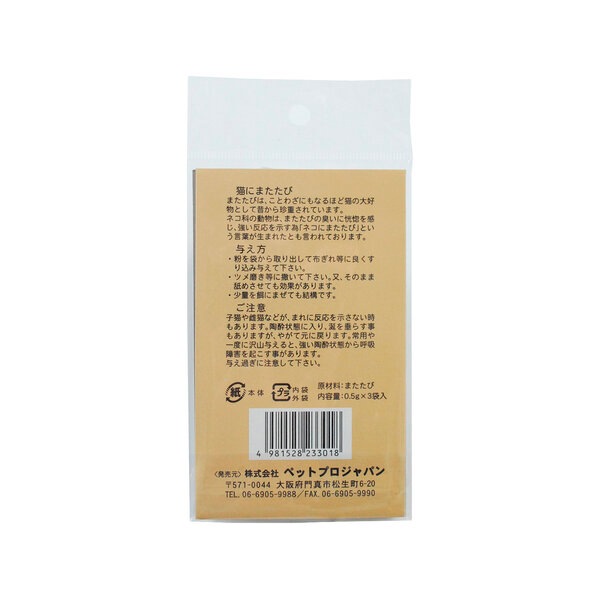 猫にまたたび
またたびは、ことわざにもなるほど猫の大好
物として昔から珍重されています。
ネコ科の動物は、またたびの臭いに恍惚を感
じ、強い反応を示す為「ネコにまたたび」とい
う言葉が生まれたとも言われております。
与え方
・粉を袋から取り出して布ぎれ等に良くす
り込み与えて下さい。
・ツメ磨き等に撒いて下さい。又、そのまま
舐めさせても効果があります。
・少量を餌にまぜても結構です。
ご注意
子猫や雌猫などが、まれに反応を示さない時
もあります。陶酔状態に入り、涎を垂らす事
もありますが、やがて元に戻ります。常用や
一度に沢山与えると、強い陶酔状態から呼吸
障害を起こす事があります。
与え過ぎに注意して下さい。
紙 本体 プラ 内袋 外袋
原材料:またたび
内容量:0.5g×3袋入
4 981528 233018
〈発売元〉株式会社 ペットプロジャパン
〒571-0044 大阪府門真市松生町6-20
TEL. 06-6905-9988/FAX. 06-6905-9990